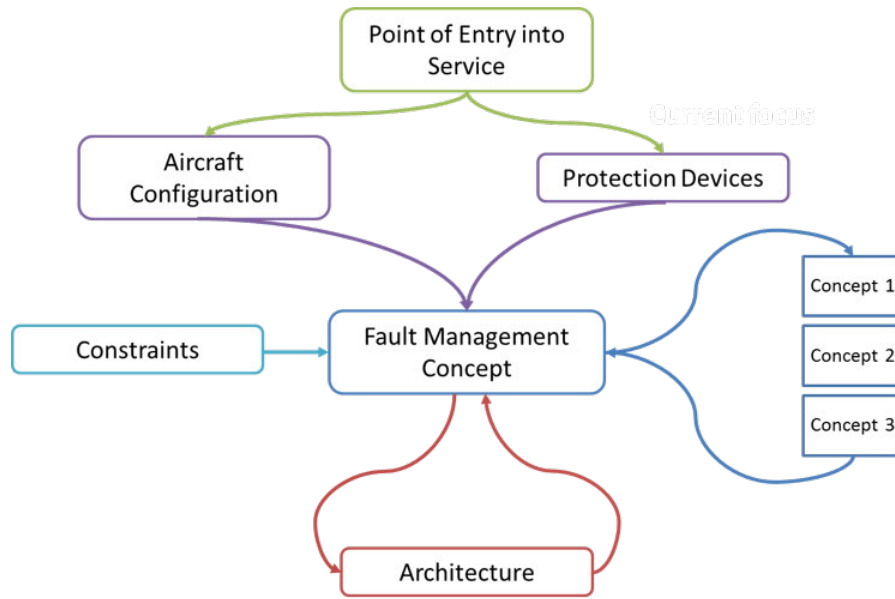 Point of Entry into
Service
Current focus
Aircraft
Configuration
Protection Devices
Concept 1
Constraints
Fault Management
Concept
Concept 2
Concept 3
Architecture